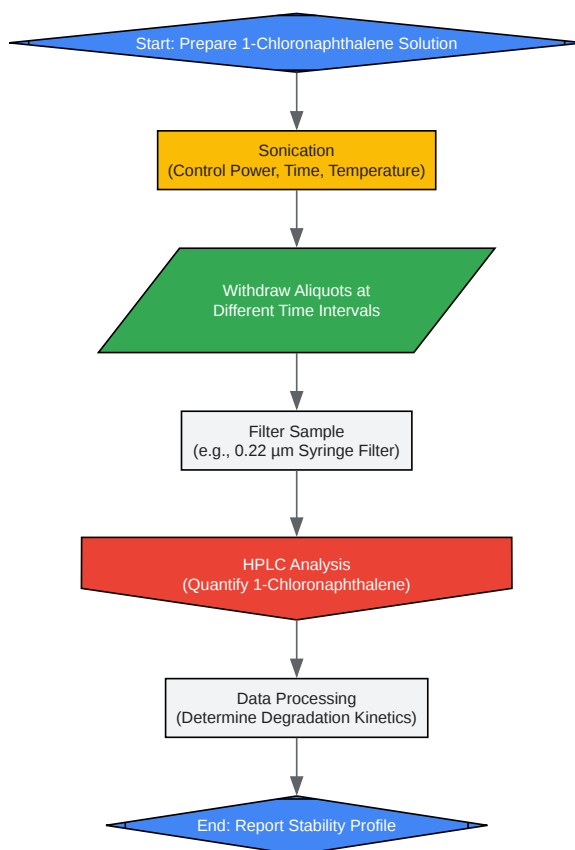 Start: Prepare 1-Chloronaphthalene Solution
Sonication
(Control Power, Time, Temperature)
Withdraw Aliquots at
Different Time Intervals
Filter Sample
(e.g., 0.22 µm Syringe Filter)
HPLC Analysis
(Quantify 1-Chloronaphthalene)
Data Processing
(Determine Degradation Kinetics)
End: Report Stability Profile